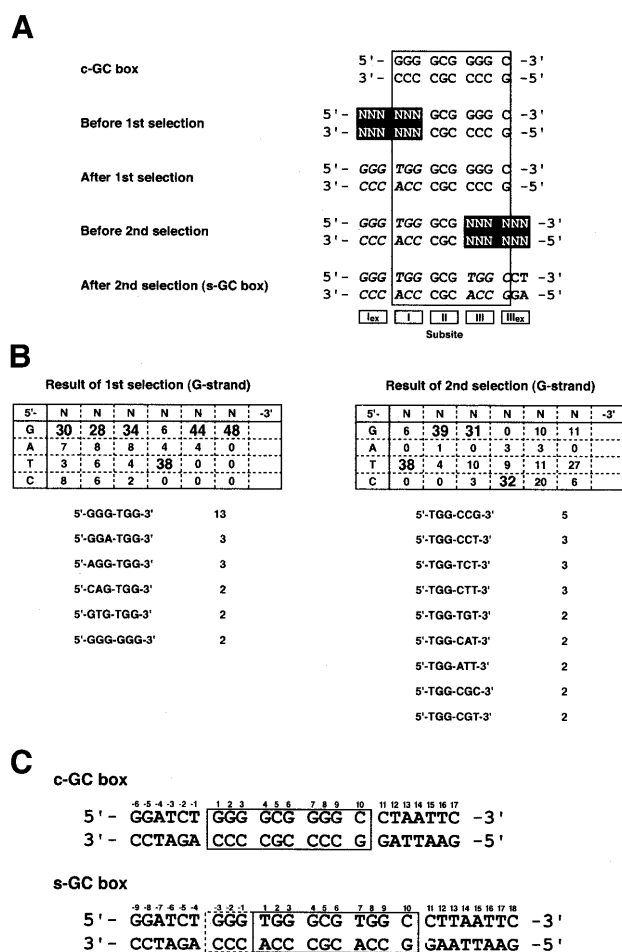 A
c-GC box
5'- GGG GCG GGG C -3'
3'- CCC CGC CCC G -5'
Before 1st selection
5'- NNN NNN GCG GGG C -3'
3'- NNN NNN CGC CCC G -5'
After 1st selection
5'- GGG TGG GCG GGG C -3'
3'- CCC ACC CGC CCC G -5'
Before 2nd selection
5'- GGG TGG GCG NNN NNN -3'
3'- CCC ACC CGC NNN NNN -5'
After 2nd selection (s-GC box)
5'- GGG TGG GCG TGG CCT -3'
3'- CCC ACC CGC ACC GGA -5'
Iex I II III IIIex
Subsite
B
Result of 1st selection (G-strand)
5'- N N N N N N -3'
G 30 28 34 6 44 48
A 7 8 8 4 4 0
T 3 6 4 38 0 0
C 8 6 2 0 0 0
5'-GGG-TGG-3' 13
5'-GGA-TGG-3' 3
5'-AGG-TGG-3' 3
5'-CAG-TGG-3' 2
5'-GTG-TGG-3' 2
5'-GGG-GGG-3' 2
Result of 2nd selection (G-strand)
5'- N N N N N N -3'
G 6 39 31 0 10 11
A 0 1 0 3 3 0
T 38 4 10 9 11 27
C 0 0 3 32 20 6
5'-TGG-CCG-3' 5
5'-TGG-CCT-3' 3
5'-TGG-TCT-3' 3
5'-TGG-CTT-3' 3
5'-TGG-TGT-3' 2
5'-TGG-CAT-3' 2
5'-TGG-ATT-3' 2
5'-TGG-CGC-3' 2
5'-TGG-CGT-3' 2
C
c-GC box
-6 -5 -4 -3 -2 -1 1 2 3 4 5 6 7 8 9 10 11 12 13 14 15 16 17
5'- GGATCT GGG GCG GGG C CTAATTC -3'
3'- CCTAGA CCC CGC CCC G GATTAAG -5'
s-GC box
-9 -8 -7 -6 -5 -4 -3 -2 -1 1 2 3 4 5 6 7 8 9 10 11 12 13 14 15 16 17 18
5'- GGATCT GGG TGG GCG TGG C CTTAATTC -3'
3'- CCTAGA CCC ACC CGC ACC G GAATTAAG -5'